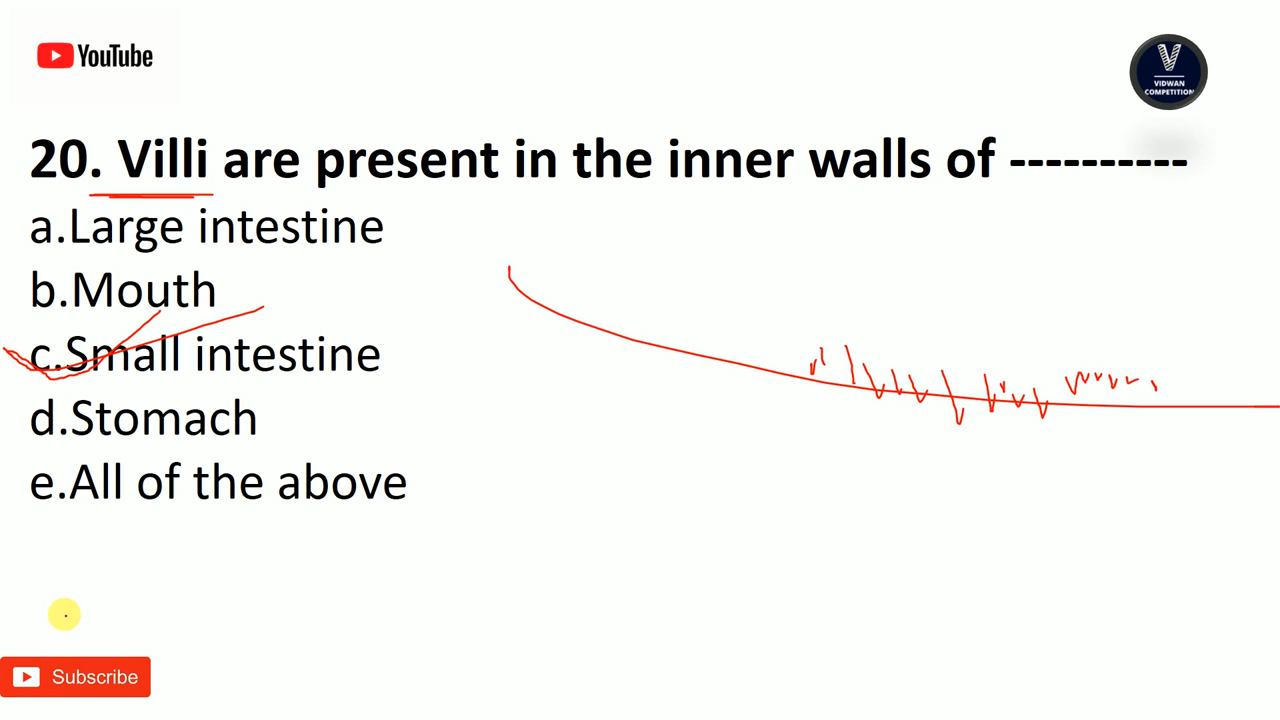 YouTube
V
VIDWAN
COMPETITION
20. Villi are present in the inner walls of ----------
a.Large intestine
b.Mouth
c.Small intestine
d.Stomach
e.All of the above
Subscribe